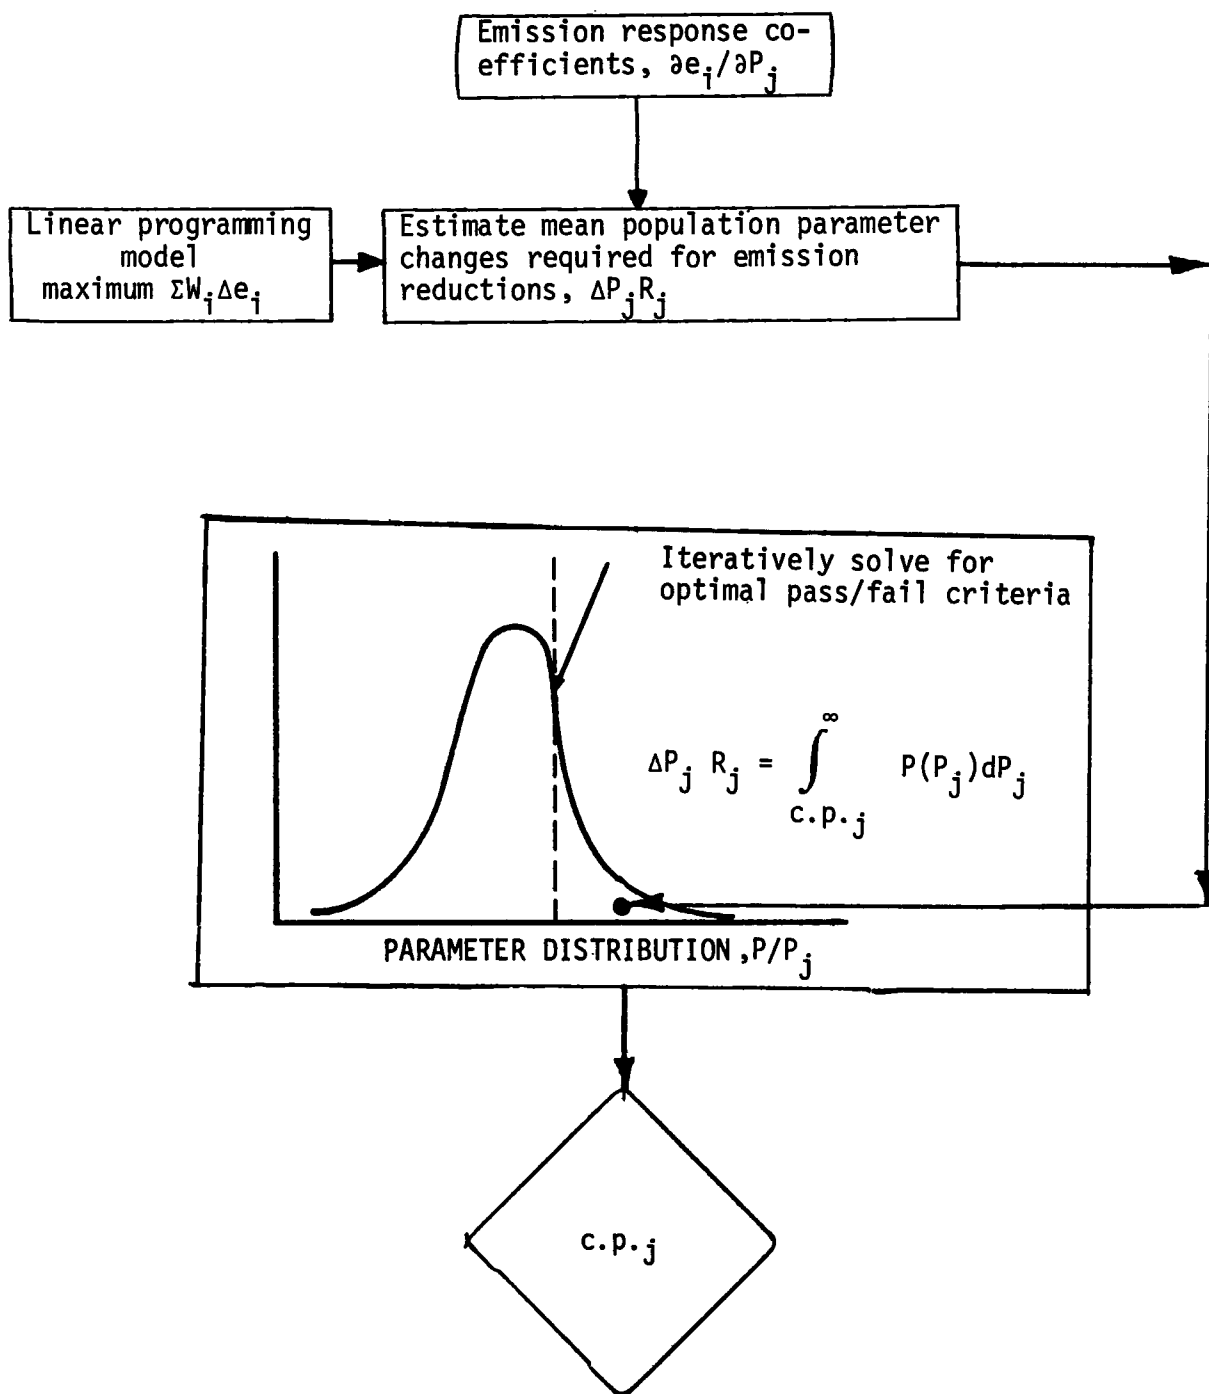 Emission response co-
efficients, ∂e_i/∂P_j
Linear programming
model
maximum ΣW_iΔe_i
Estimate mean population parameter
changes required for emission
reductions, ΔP_jR_j
Iteratively solve for
optimal pass/fail criteria
ΔP_j R_j = ∫_{c.p._j}^{∞} P(P_j)dP_j
PARAMETER DISTRIBUTION ,P/P_j
c.p._j